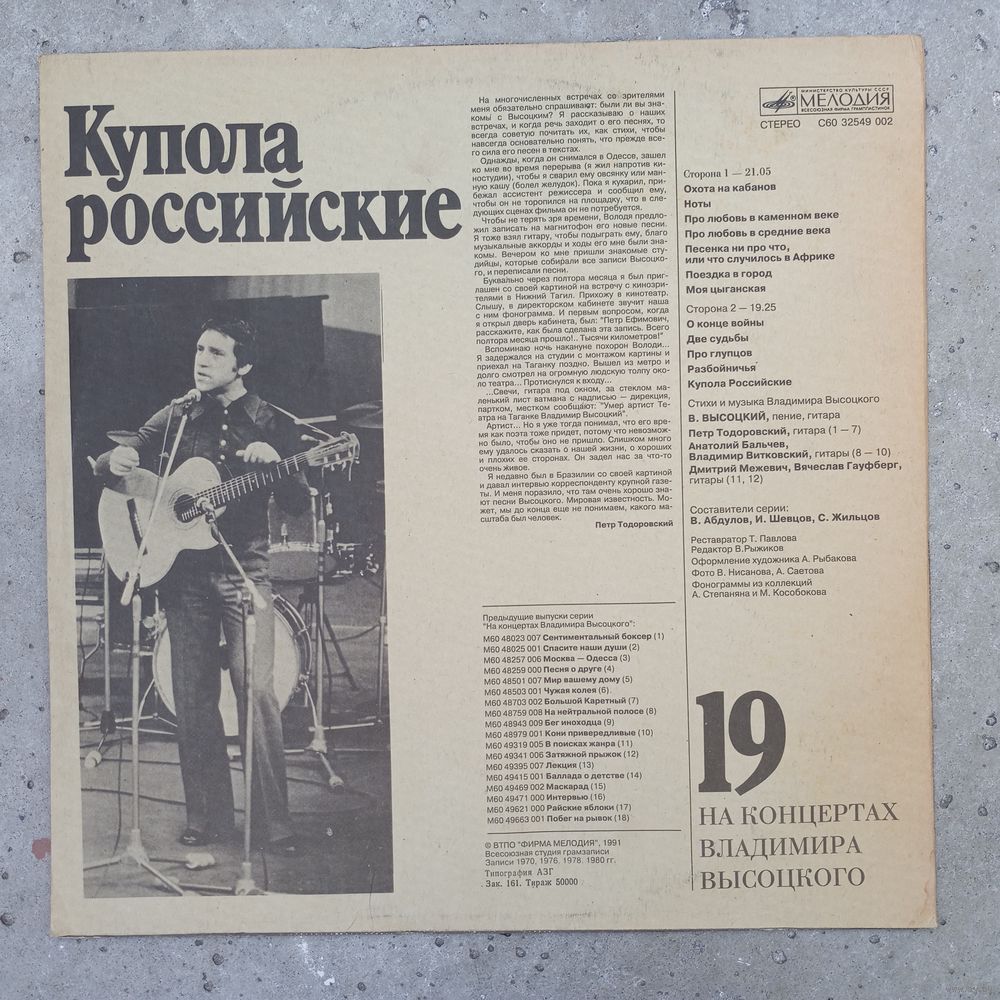 Купола
российские
На многочисленных встречах со зрителями
меня обязательно спрашивают: были ли вы зна-
комы с Высоцким? Я рассказываю о наших
встречах, и когда речь заходит о его песнях, то
всегда советую почитать их, как стихи, чтобы
навсегда основательно понять, что прежде все-
го сила его песен в текстах.
Однажды, когда он снимался в Одессе, зашел
ко мне во время перерыва (я жил напротив ки-
ностудии), чтобы я сварил ему овсянку или ман-
ную кашу (болел желудок). Пока я кухарил, при-
бежал ассистент режиссера и сообщил ему,
чтобы он не торопился на площадку, что в сле-
дующих сценах фильма он не потребуется.
Чтобы не терять зря времени, Володя предло-
жил записать на магнитофон его новые песни.
Я тоже взял гитару, чтобы подыграть ему, благо
музыкальные аккорды и ходы его мне были зна-
комы. Вечером ко мне пришли знакомые сту-
дийцы, которые собирали все записи Высоцко-
го, и переписали песни.
Буквально через полтора месяца я был приг-
лашен со своей картиной на встречу с кинозри-
телями в Нижний Тагил. Прихожу в кинотеатр.
Слышу, в директорском кабинете звучит наша
с ним фонограмма. И первым вопросом, когда
я открыл дверь кабинета, был: "Петр Ефимович,
расскажите, как была сделана эта запись. Всего
полтора месяца прошло!.. Тысячи километров!"
Вспоминаю ночь накануне похорон Володи...
Я задержался на студии с монтажом картины и
приехал на Таганку поздно. Вышел из метро и
долго смотрел на огромную людскую толпу око-
ло театра... Протиснулся к входу...
...Свечи, гитара под окном, за стеклом ма-
ленький лист ватмана с надписью — дирекция,
партком, местком сообщают: "Умер артист Те-
атра на Таганке Владимир Высоцкий".
Артист... Но я уже тогда понимал, что его вре-
мя как поэта тоже придет, потому что невозмож-
но было, чтобы оно не пришло. Слишком много
ему удалось сказать о нашей жизни, о хороших
и плохих ее сторонах. Он задел нас за что-то
очень живое.
Я недавно был в Бразилии со своей картиной
и давал интервью корреспонденту крупной газе-
ты. И меня поразило, что там очень хорошо зна-
ют песни Высоцкого. Мировая известность. Мо-
жет, мы до конца еще не понимаем, какого ма-
сштаба был человек.
Петр Тодоровский
Предыдущие выпуски серии
"На концертах Владимира Высоцкого":
М60 48023 007 Сентиментальный боксер (1)
М60 48025 001 Спасите наши души (2)
М60 48257 006 Москва — Одесса (3)
М60 48259 000 Песня о друге (4)
М60 48501 007 Мир вашему дому (5)
М60 48503 001 Чужая колея (6)
М60 48703 002 Большой Каретный (7)
М60 48759 008 На нейтральной полосе (8)
М60 48943 009 Бег иноходца (9)
М60 48979 001 Кони привередливые (10)
М60 49319 005 В поисках жанра (11)
М60 49341 006 Затяжной прыжок (12)
М60 49395 007 Лекция (13)
М60 49415 001 Баллада о детстве (14)
М60 49469 002 Маскарад (15)
М60 49471 000 Интервью (16)
М60 49621 000 Райские яблоки (17)
М60 49663 001 Побег на рывок (18)
© ВТПО "ФИРМА МЕЛОДИЯ", 1991
Всесоюзная студия грамзаписи
Записи 1970, 1976. 1978. 1980 гг.
Типография АЗГ
Зак. 161. Тираж 50000
МИНИСТЕРСТВО КУЛЬТУРЫ СССР
МЕЛОДИЯ
ВСЕСОЮЗНАЯ ФИРМА ГРАМПЛАСТИНОК
СТЕРЕО С60 32549 002
Сторона 1 — 21.05
Охота на кабанов
Ноты
Про любовь в каменном веке
Про любовь в средние века
Песенка ни про что,
или что случилось в Африке
Поездка в город
Моя цыганская
Сторона 2 — 19.25
О конце войны
Две судьбы
Про глупцов
Разбойничья
Купола Российские
Стихи и музыка Владимира Высоцкого
В. ВЫСОЦКИЙ, пение, гитара
Петр Тодоровский, гитара (1 — 7)
Анатолий Бальчев,
Владимир Витковский, гитары (8 — 10)
Дмитрий Межевич, Вячеслав Гауфберг,
гитары (11, 12)
Составители серии:
В. Абдулов, И. Шевцов, С. Жильцов
Реставратор Т. Павлова
Редактор В.Рыжиков
Оформление художника А. Рыбакова
Фото В. Нисанова, А. Саетова
Фонограммы из коллекций
А. Степаняна и М. Кособокова
19
НА КОНЦЕРТАХ
ВЛАДИМИРА
ВЫСОЦКОГО